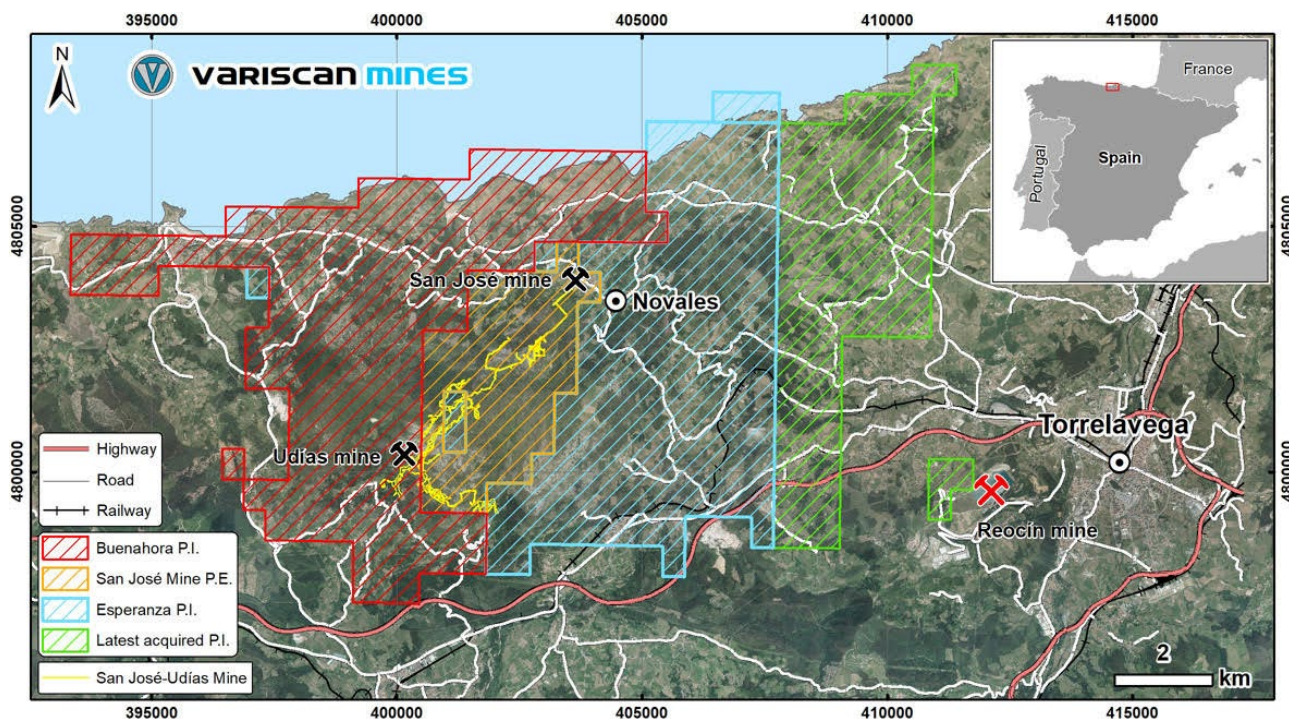 395000 400000 405000 410000 415000
N
V VARISCAN MINES
France
Portugal
Spain
4805000
4805000
San José mine
Novales
Torrelavega
Udías mine
4800000
4800000
Reocín mine
Highway
Road
Railway
Buenahora P.I.
San José Mine P.E.
Esperanza P.I.
Latest acquired P.I.
San José-Udías Mine
2
km
395000 400000 405000 410000 415000